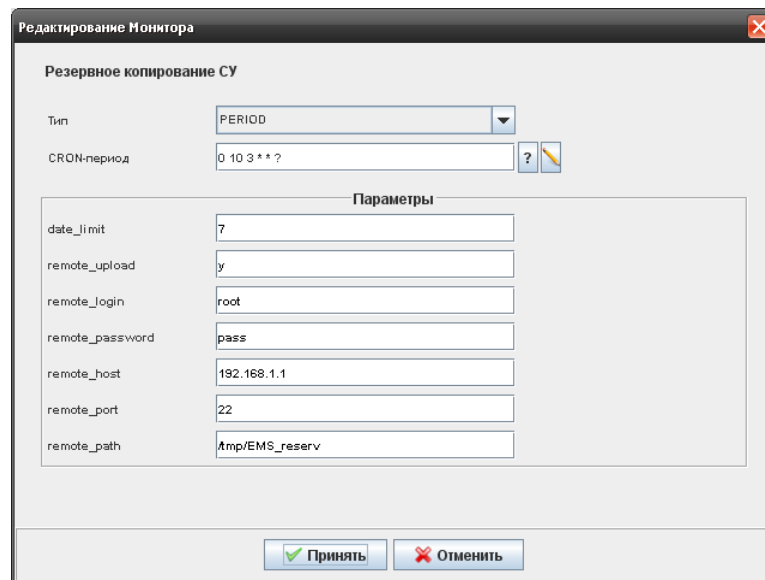 Редактирование Монитора
Резервное копирование СУ
Тип PERIOD
CRON-период 0 10 3 * * ? ?
Параметры
date_limit 7
remote_upload y
remote_login root
remote_password pass
remote_host 192.168.1.1
remote_port 22
remote_path /tmp/EMS_reserv
Принять Отменить